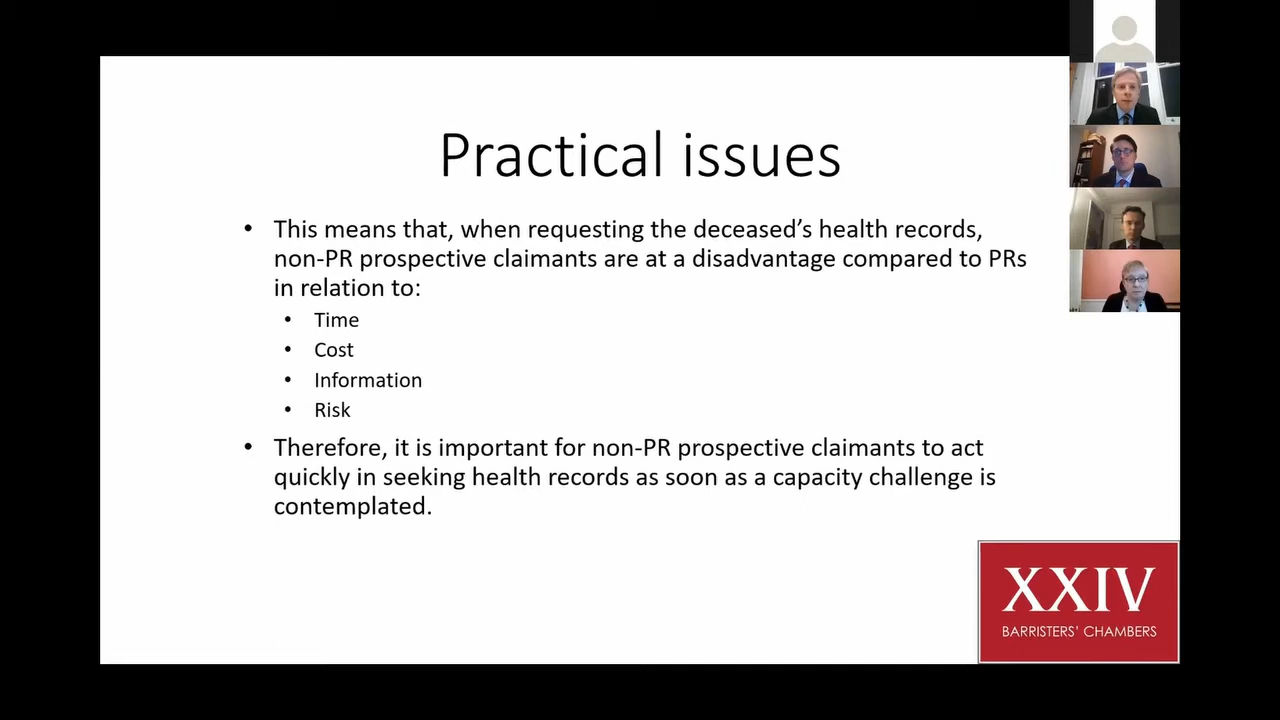 Practical issues
• This means that, when requesting the deceased’s health records,
non-PR prospective claimants are at a disadvantage compared to PRs
in relation to:
• Time
• Cost
• Information
• Risk
• Therefore, it is important for non-PR prospective claimants to act
quickly in seeking health records as soon as a capacity challenge is
contemplated.
XXIV
BARRISTERS’ CHAMBERS